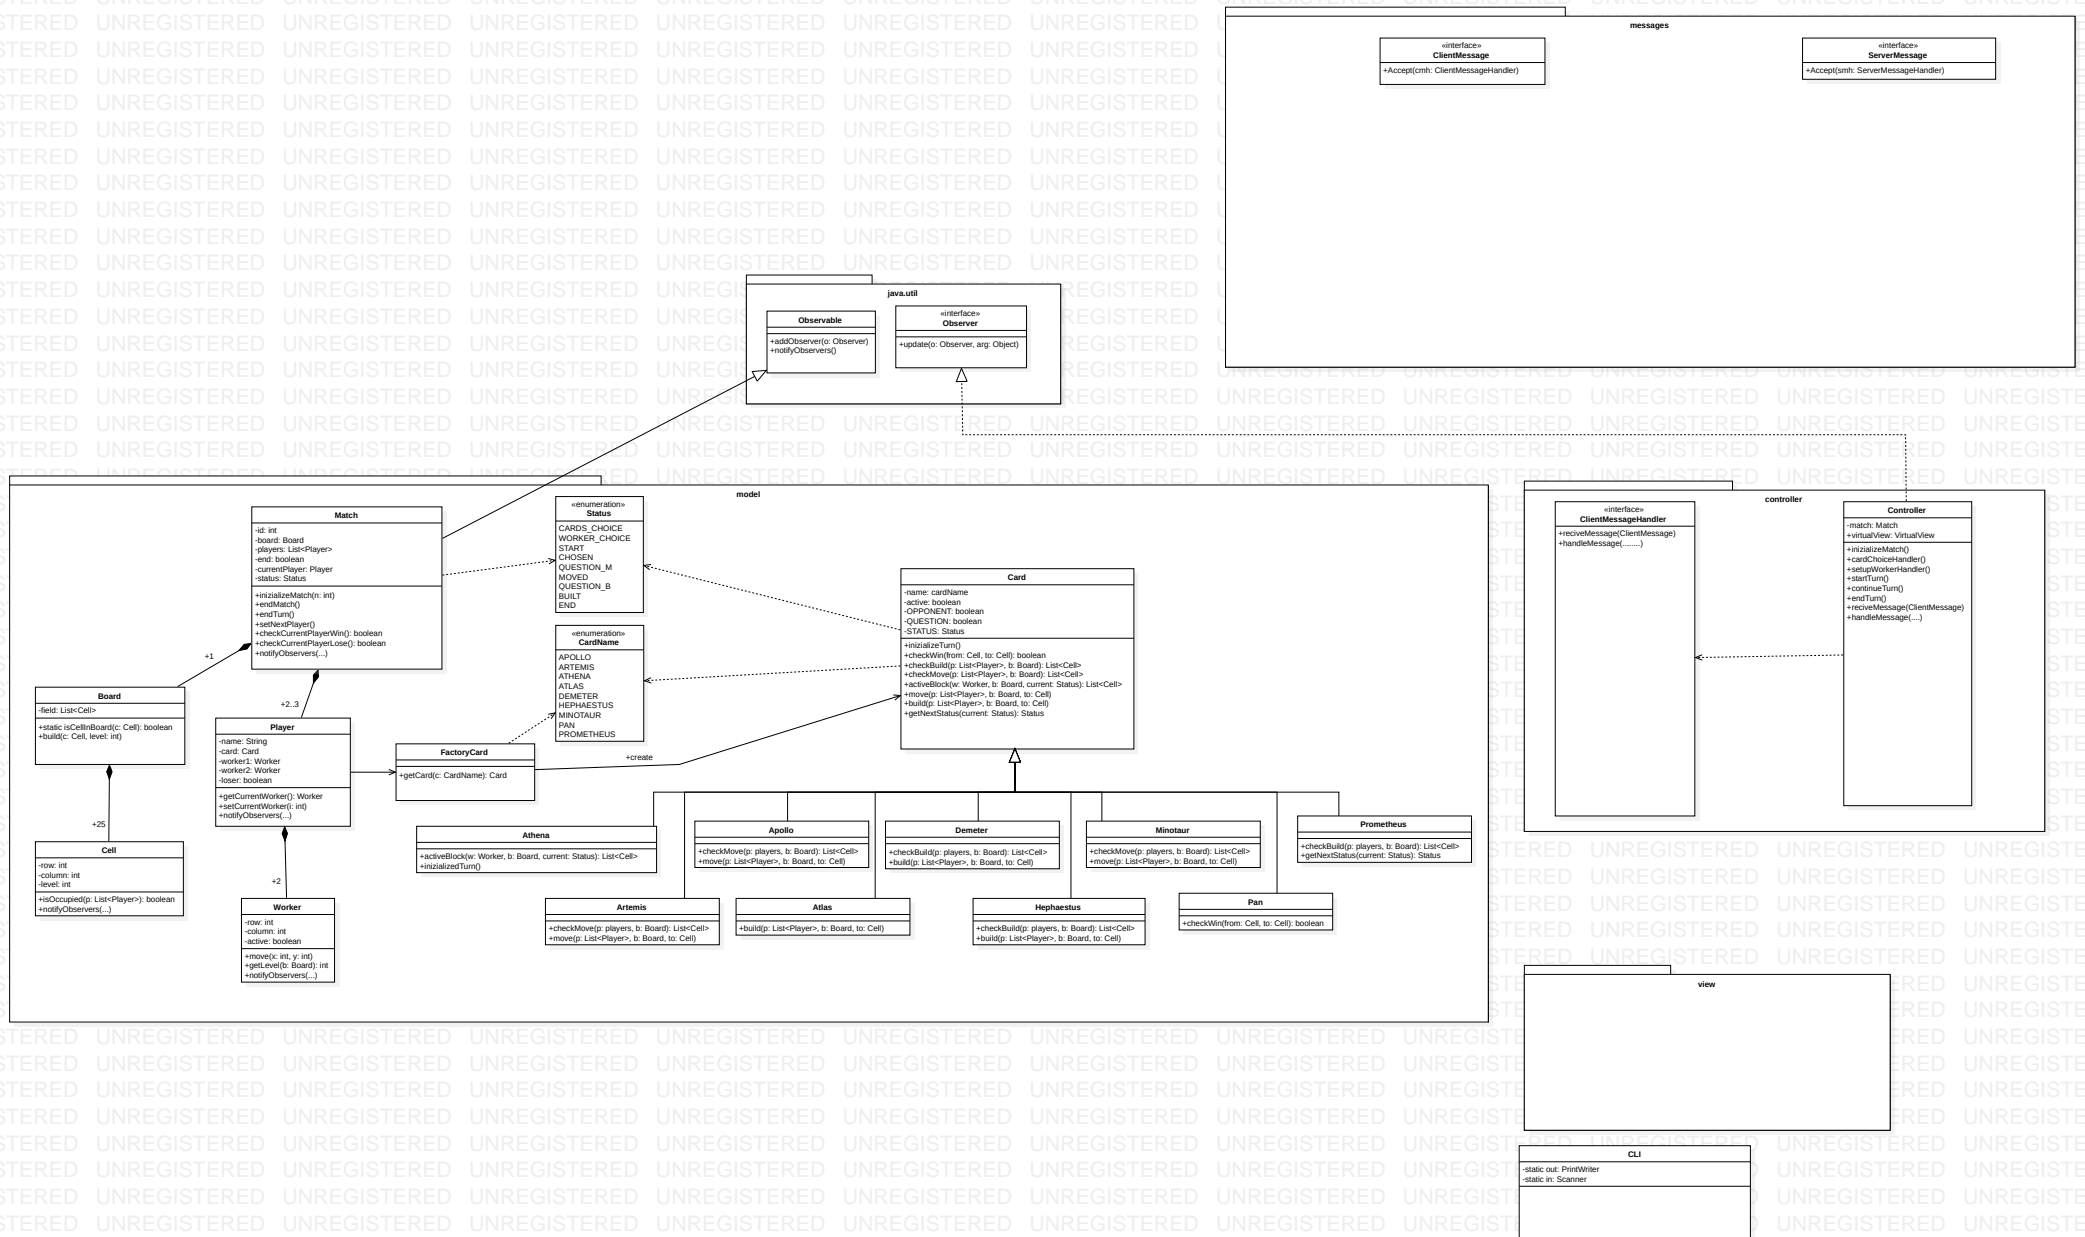 messages
«interface»
ClientMessage
+Accept(cmh: ClientMessageHandler)
«interface»
ServerMessage
+Accept(smh: ServerMessageHandler)
java.util
Observable
+addObserver(o: Observer)
+notifyObservers()
«interface»
Observer
+update(o: Observer, arg: Object)
model
Match
-id: int
-board: Board
-players: List<Player>
-end: boolean
-currentPlayer: Player
-status: Status
+inizializeMatch(n: int)
+endMatch()
+endTurn()
+setNextPlayer()
+checkCurrentPlayerWin(): boolean
+checkCurrentPlayerLose(): boolean
+notifyObservers(...)
«enumeration»
Status
CARDS_CHOICE
WORKER_CHOICE
START
CHOSEN
QUESTION_M
MOVED
QUESTION_B
BUILT
END
«enumeration»
CardName
APOLLO
ARTEMIS
ATHENA
ATLAS
DEMETER
HEPHAESTUS
MINOTAUR
PAN
PROMETHEUS
Card
-name: cardName
-active: boolean
-OPPONENT: boolean
-QUESTION: boolean
-STATUS: Status
+inizializeTurn()
+checkWin(from: Cell, to: Cell): boolean
+checkBuild(p: List<Player>, b: Board): List<Cell>
+checkMove(p: List<Player>, b: Board): List<Cell>
+activeBlock(w: Worker, b: Board, current: Status): List<Cell>
+move(p: List<Player>, b: Board, to: Cell)
+build(p: List<Player>, b: Board, to: Cell)
+getNextStatus(current: Status): Status
+1
+2..3
Board
-field: List<Cell>
+static isCellInBoard(c: Cell): boolean
+build(c: Cell, level: int)
Player
-name: String
-card: Card
-worker1: Worker
-worker2: Worker
-loser: boolean
+getCurrentWorker(): Worker
+setCurrentWorker(i: int)
+notifyObservers(...)
FactoryCard
+getCard(c: CardName): Card
+create
+25
Cell
-row: int
-column: int
-level: int
+isOccupied(p: List<Player>): boolean
+notifyObservers(...)
+2
Worker
-row: int
-column: int
-active: boolean
+move(x: int, y: int)
+getLevel(b: Board): int
+notifyObservers(...)
Athena
+activeBlock(w: Worker, b: Board, current: Status): List<Cell>
+inizializedTurn()
Apollo
+checkMove(p: players, b: Board): List<Cell>
+move(p: List<Player>, b: Board, to: Cell)
Demeter
+checkBuild(p: players, b: Board): List<Cell>
+build(p: List<Player>, b: Board, to: Cell)
Minotaur
+checkMove(p: players, b: Board): List<Cell>
+move(p: List<Player>, b: Board, to: Cell)
Prometheus
+checkBuild(p: players, b: Board): List<Cell>
+getNextStatus(current: Status): Status
Artemis
+checkMove(p: players, b: Board): List<Cell>
+move(p: List<Player>, b: Board, to: Cell)
Atlas
+build(p: List<Player>, b: Board, to: Cell)
Hephaestus
+checkBuild(p: players, b: Board): List<Cell>
+build(p: List<Player>, b: Board, to: Cell)
Pan
+checkWin(from: Cell, to: Cell): boolean
controller
«interface»
ClientMessageHandler
+reciveMessage(ClientMessage)
+handleMessage(........)
Controller
-match: Match
+virtualView: VirtualView
+inizializeMatch()
+cardChoiceHandler()
+setupWorkerHandler()
+startTurn()
+continueTurn()
+endTurn()
+reciveMessage(ClientMessage)
+handleMessage(....)
view
CLI
-static out: PrintWriter
-static in: Scanner
UNREGISTERED